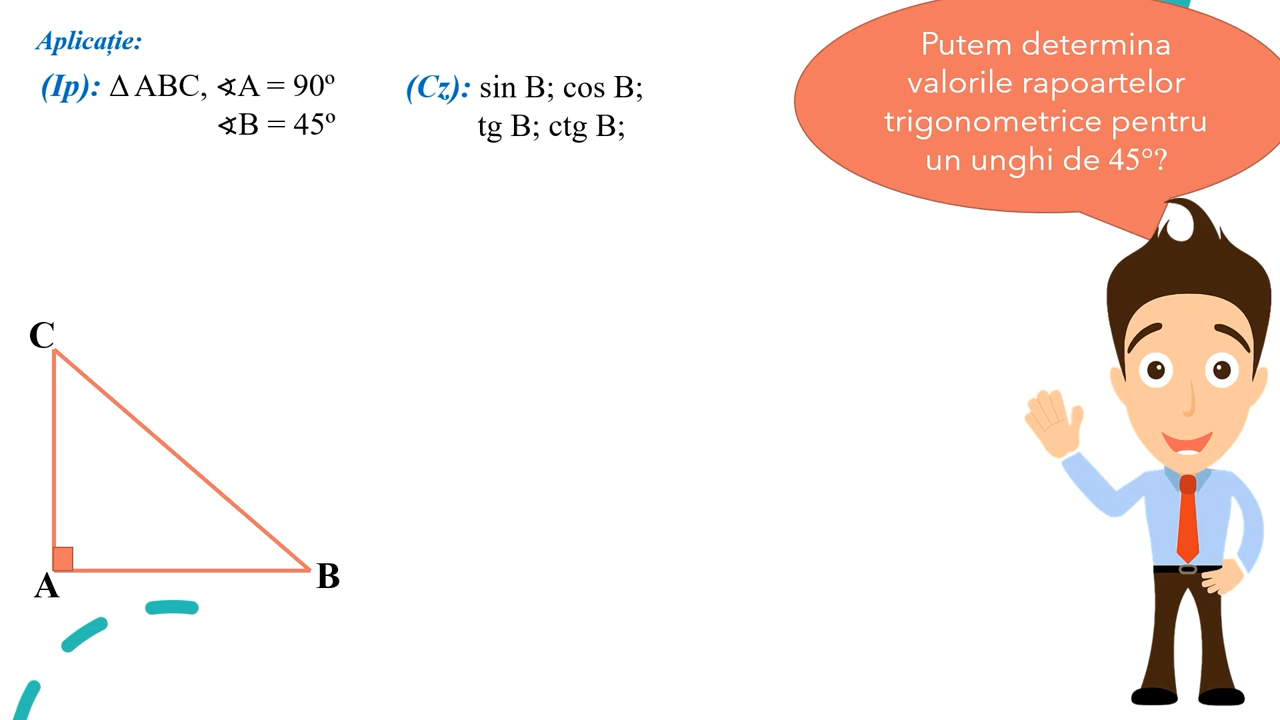 Aplicație:
(Ip): Δ ABC, ∢A = 90º
∢B = 45º
(Cz): sin B; cos B;
tg B; ctg B;
Putem determina
valorile rapoartelor
trigonometrice pentru
un unghi de 45°?
C
A
B